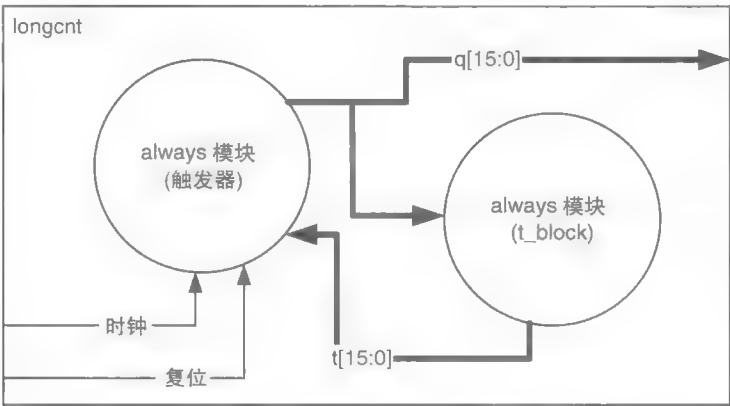 longcnt
q[15:0]
always 模块
(触发器)
always 模块
(t_block)
时钟
t[15:0]
复位